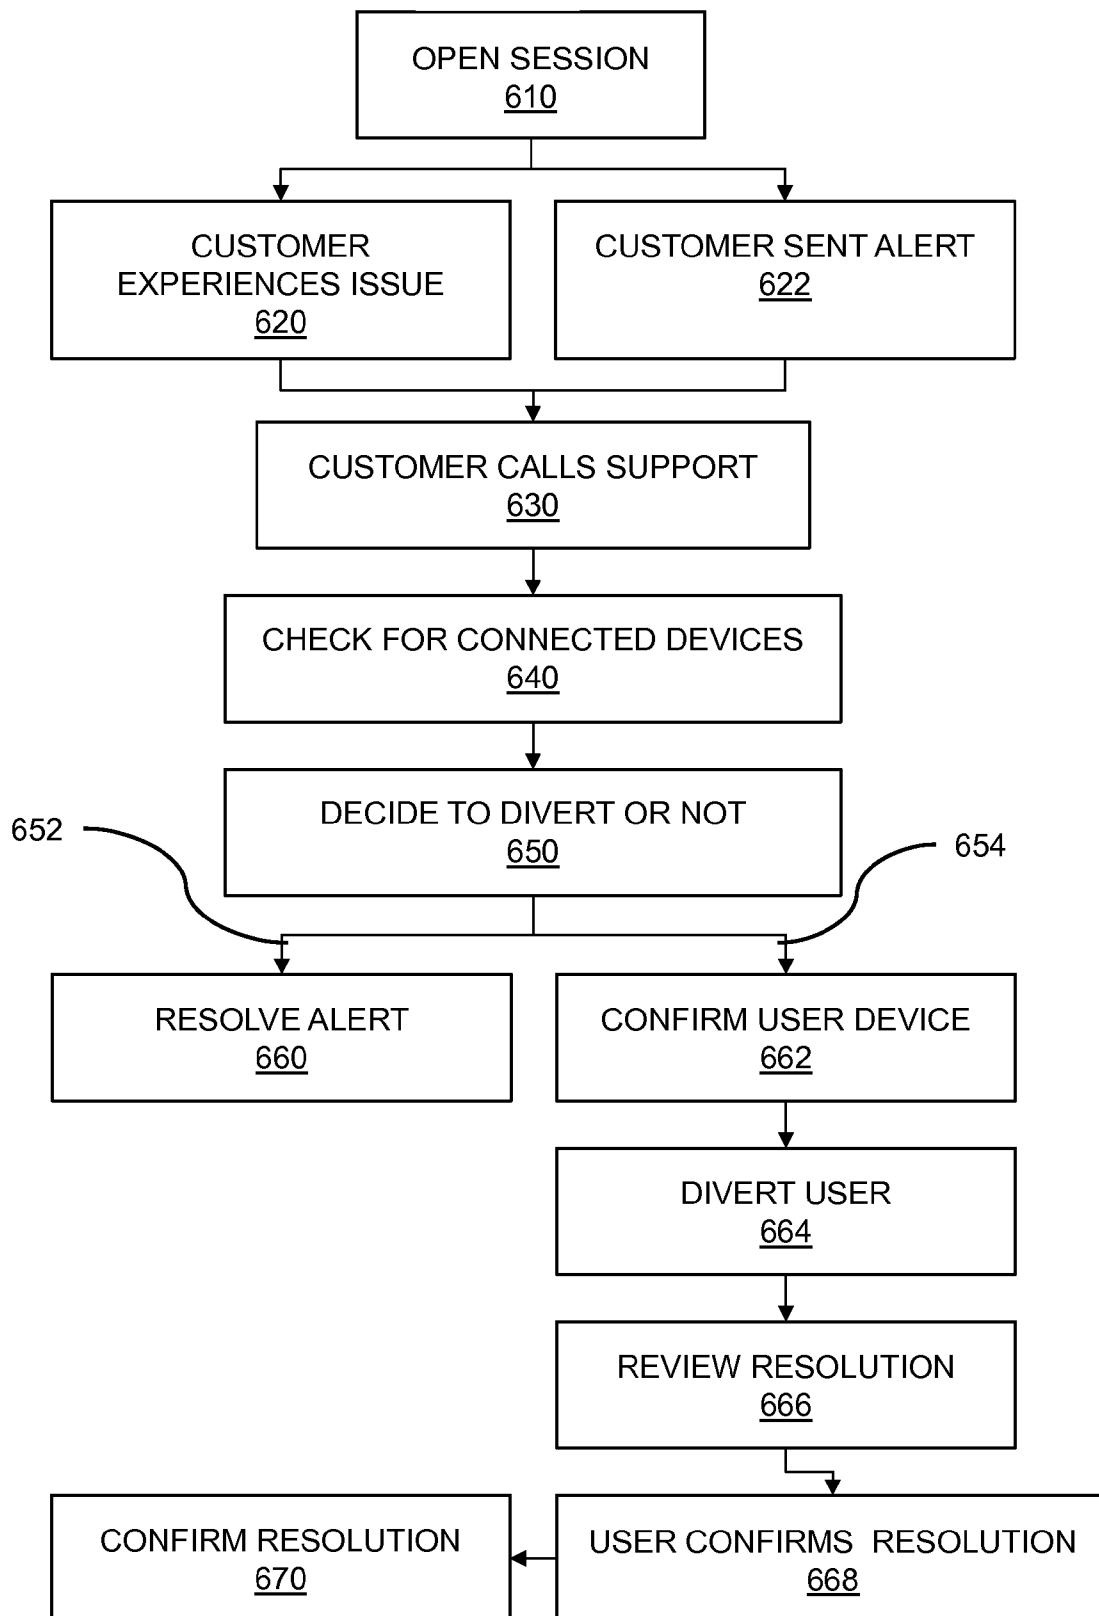 OPEN SESSION
610
CUSTOMER
EXPERIENCES ISSUE
620
CUSTOMER SENT ALERT
622
CUSTOMER CALLS SUPPORT
630
CHECK FOR CONNECTED DEVICES
640
DECIDE TO DIVERT OR NOT
650
652
654
RESOLVE ALERT
660
CONFIRM USER DEVICE
662
DIVERT USER
664
REVIEW RESOLUTION
666
CONFIRM RESOLUTION
670
USER CONFIRMS RESOLUTION
668